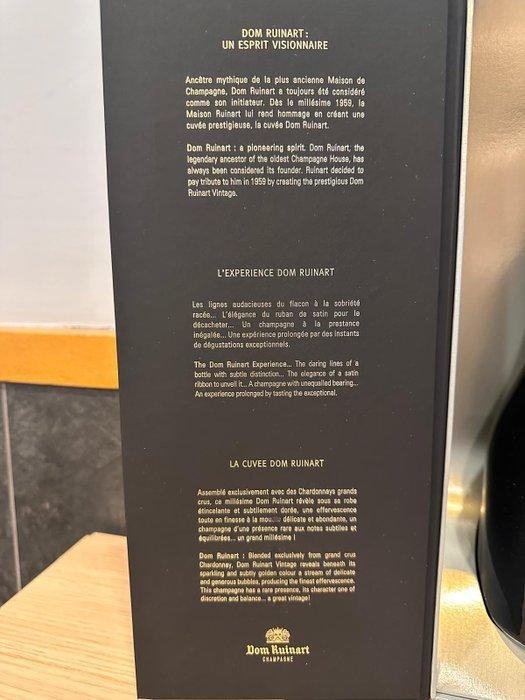 DOM RUINART :
UN ESPRIT VISIONNAIRE
Ancêtre mythique de la plus ancienne Maison de
Champagne, Dom Ruinart a toujours été considéré
comme son initiateur. Dès le millésime 1959, la
Maison Ruinart lui rend hommage en créant une
cuvée prestigieuse, la cuvée Dom Ruinart.
Dom Ruinart : a pioneering spirit. Dom Ruinart, the
legendary ancestor of the oldest Champagne House, has
always been considered its founder. Ruinart decided to
pay tribute to him in 1959 by creating the prestigious Dom
Ruinart Vintage.
L'EXPERIENCE DOM RUINART
Les lignes audacieuses du flacon à la sobriété
racée... L'élégance du ruban de satin pour le
décacheter... Un champagne à la prestance
inégalée... Une expérience prolongée par des instants
de dégustations exceptionnels.
The Dom Ruinart Experience... The daring lines of a
bottle with subtle distinction... The elegance of a satin
ribbon to unveil it... A champagne with unequalled bearing...
An experience prolonged by tasting the exceptional.
LA CUVEE DOM RUINART
Assemblé exclusivement avec des Chardonnays grands
crus, ce millésime Dom Ruinart révèle sous sa robe
étincelante et subtilement dorée, une effervescence
toute en finesse à la mousse délicate et abondante, un
champagne d'une présence rare aux notes subtiles et
équilibrées... un grand millésime !
Dom Ruinart : Blended exclusively from grand crus
Chardonnay, Dom Ruinart Vintage reveals beneath its
sparkling and subtly golden colour a stream of delicate
and generous bubbles, producing the finest effervescence.
This champagne has a rare presence, its character one of
discretion and balance... a great vintage!
Dom Ruinart
CHAMPAGNE